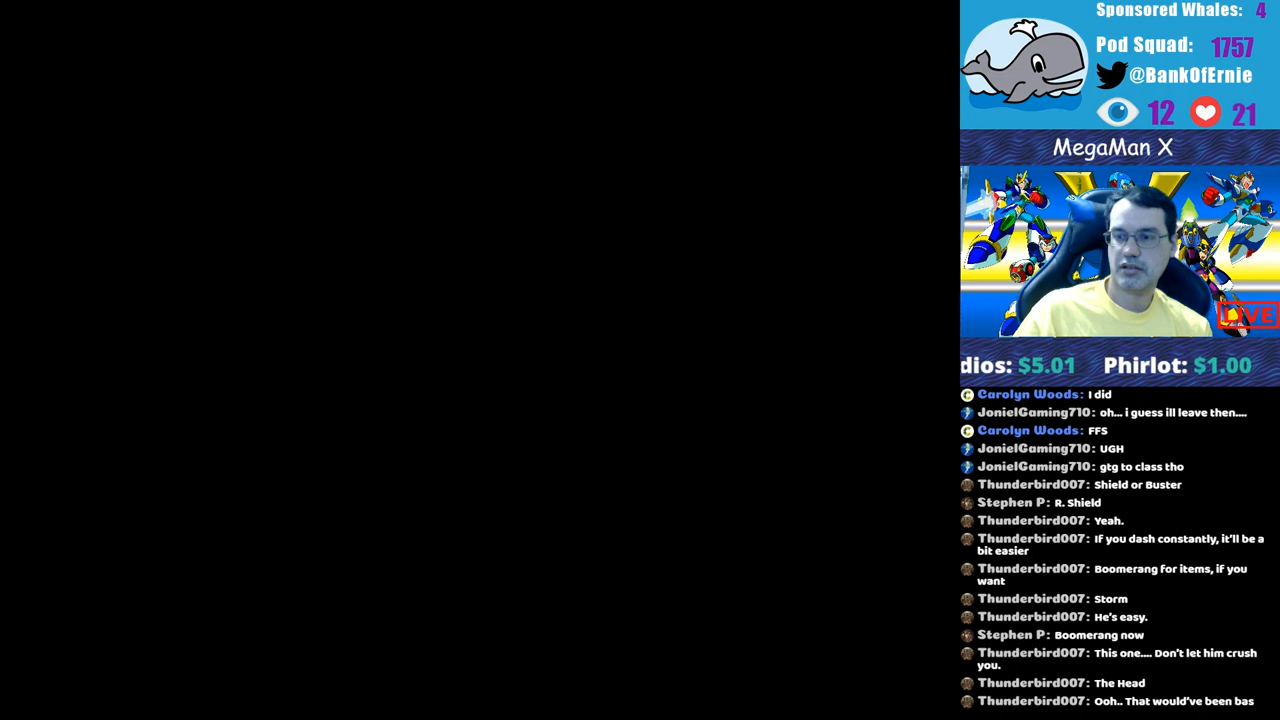 Sponsored Whales: 4
Pod Squad: 1757
@BankOfErnie
12 21
MegaMan X
LIVE
dios: $5.01 Phirlot: $1.00
Carolyn Woods: I did
JonielGaming710: oh... i guess ill leave then....
Carolyn Woods: FFS
JonielGaming710: UGH
JonielGaming710: gtg to class tho
Thunderbird007: Shield or Buster
Stephen P: R. Shield
Thunderbird007: Yeah.
Thunderbird007: If you dash constantly, it'll be a
bit easier
Thunderbird007: Boomerang for items, if you
want
Thunderbird007: Storm
Thunderbird007: He's easy.
Stephen P: Boomerang now
Thunderbird007: This one.... Don't let him crush
you.
Thunderbird007: The Head
Thunderbird007: Ooh.. That would've been bas